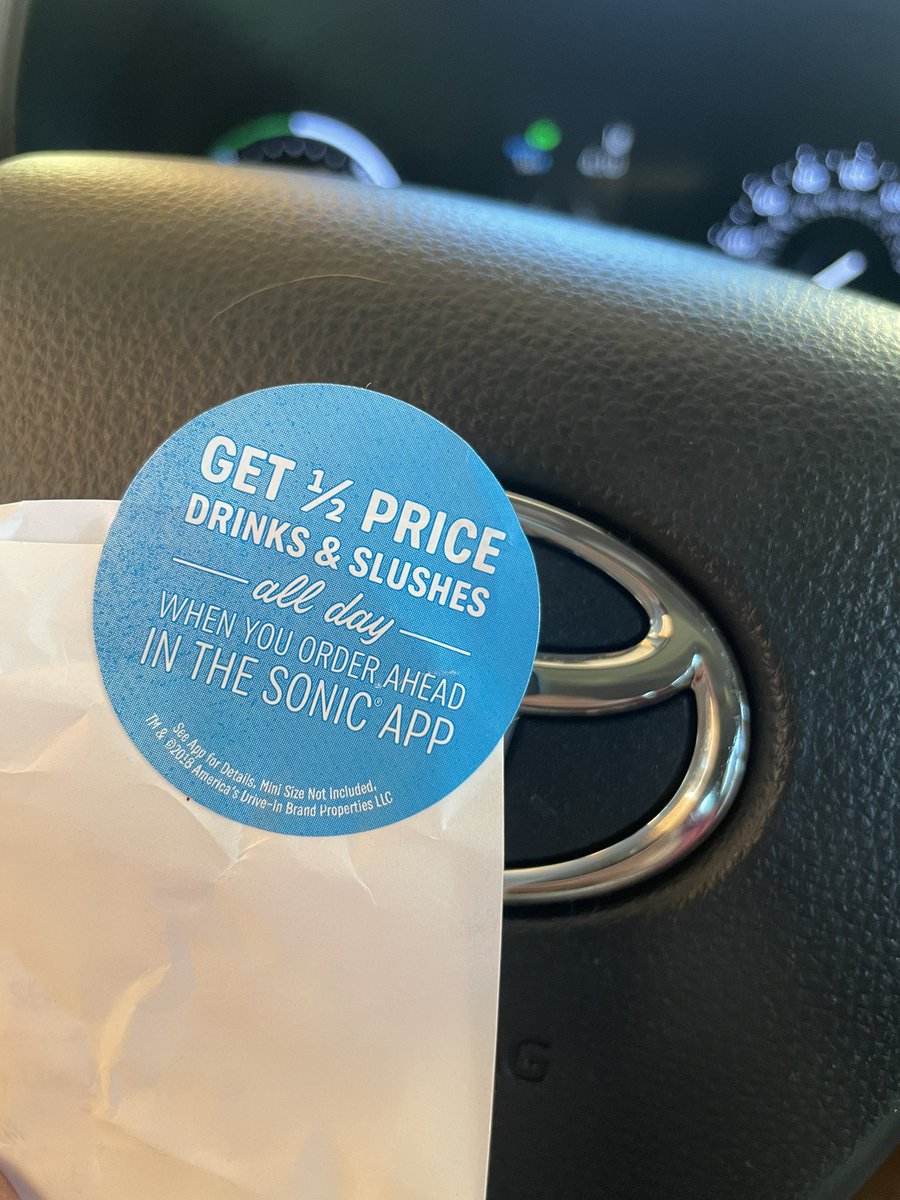 GET ½ PRICE
DRINKS & SLUSHES
all day
WHEN YOU ORDER AHEAD
IN THE SONIC® APP
See App for Details. Mini Size Not Included.
TM & ©2018 America's Drive-In Brand Properties LLC
G